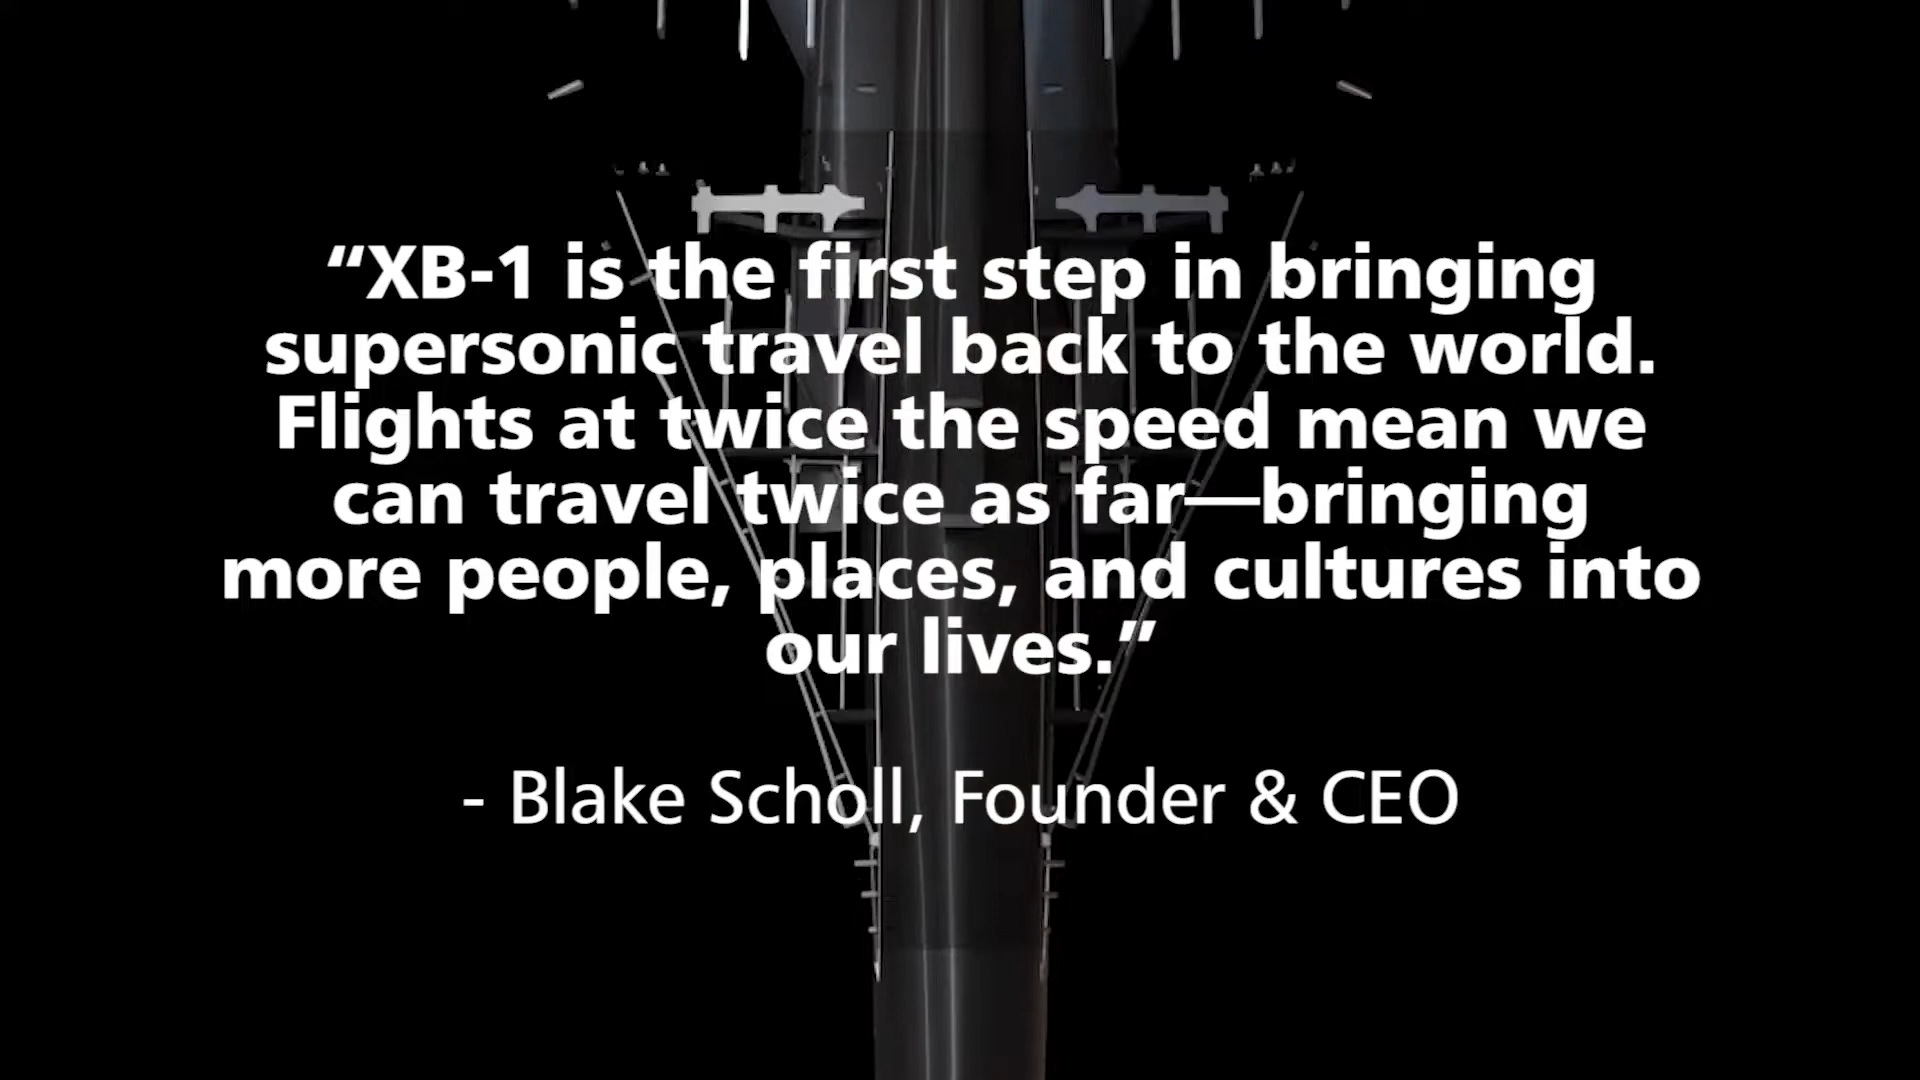 “XB-1 is the first step in bringing
supersonic travel back to the world.
Flights at twice the speed mean we
can travel twice as far—bringing
more people, places, and cultures into
our lives.”
- Blake Scholl, Founder & CEO